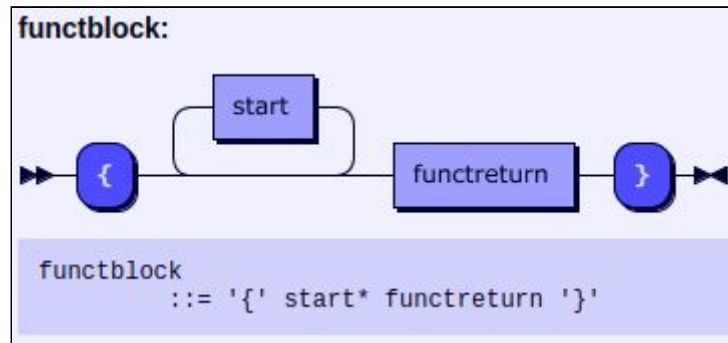 functblock:
start
{ functreturn }
functblock
::= '{' start* functreturn '}'